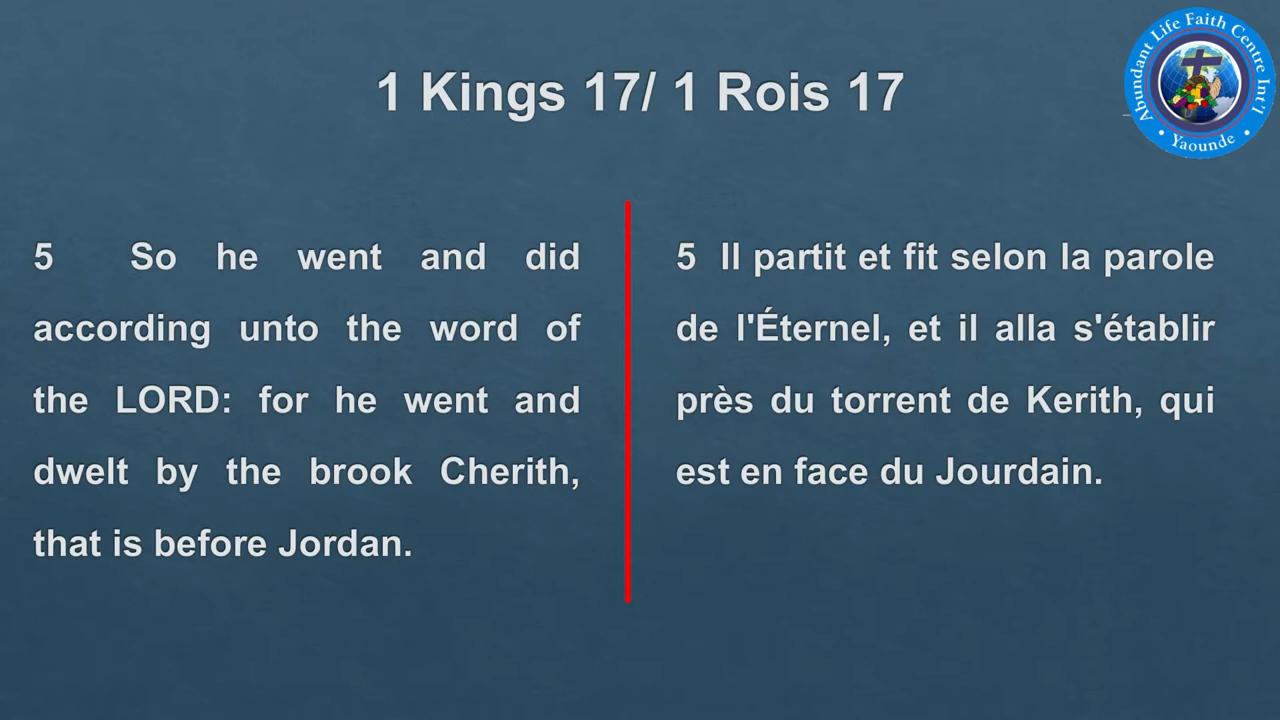 1 Kings 17/ 1 Rois 17
Abundant Life Faith Centre Int'l
• Yaounde •
5 So he went and did
according unto the word of
the LORD: for he went and
dwelt by the brook Cherith,
that is before Jordan.
5 Il partit et fit selon la parole
de l'Éternel, et il alla s'établir
près du torrent de Kerith, qui
est en face du Jourdain.